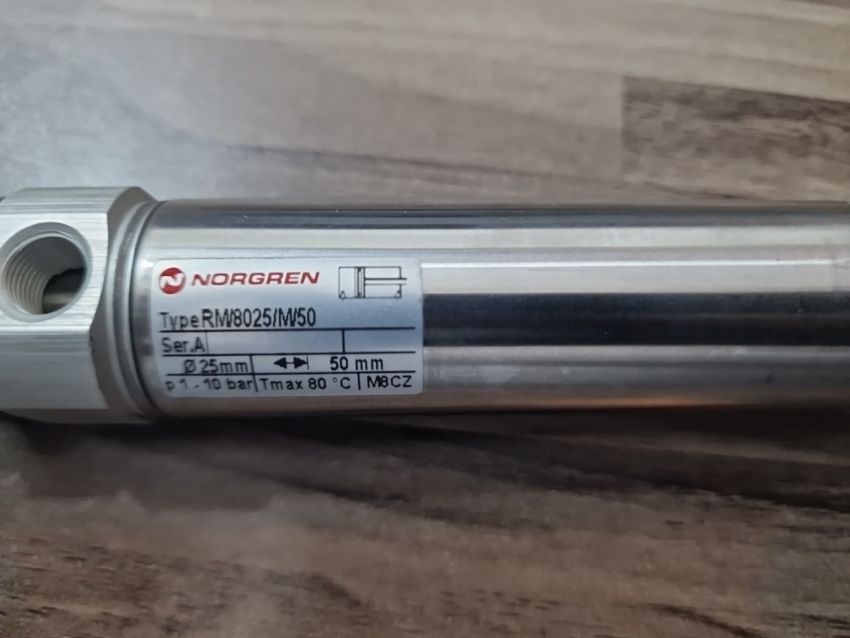 NORGREN
Type RM/8025/M/50
Ser.A
Ø 25mm 50 mm
p 1 - 10 bar Tmax 80 °C M8CZ